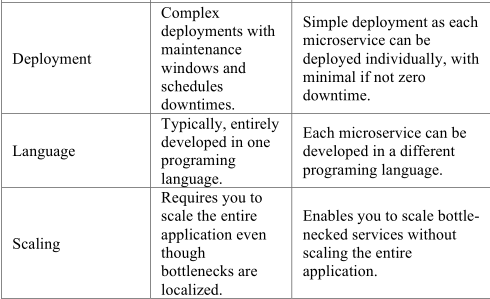 Deployment
Complex
deployments with
maintenance
windows and
schedules
downtimes.
Simple deployment as each
microservice can be
deployed individually, with
minimal if not zero
downtime.
Language
Typically, entirely
developed in one
programing
language.
Each microservice can be
developed in a different
programing language.
Scaling
Requires you to
scale the entire
application even
though
bottlenecks are
localized.
Enables you to scale bottle-
necked services without
scaling the entire
application.